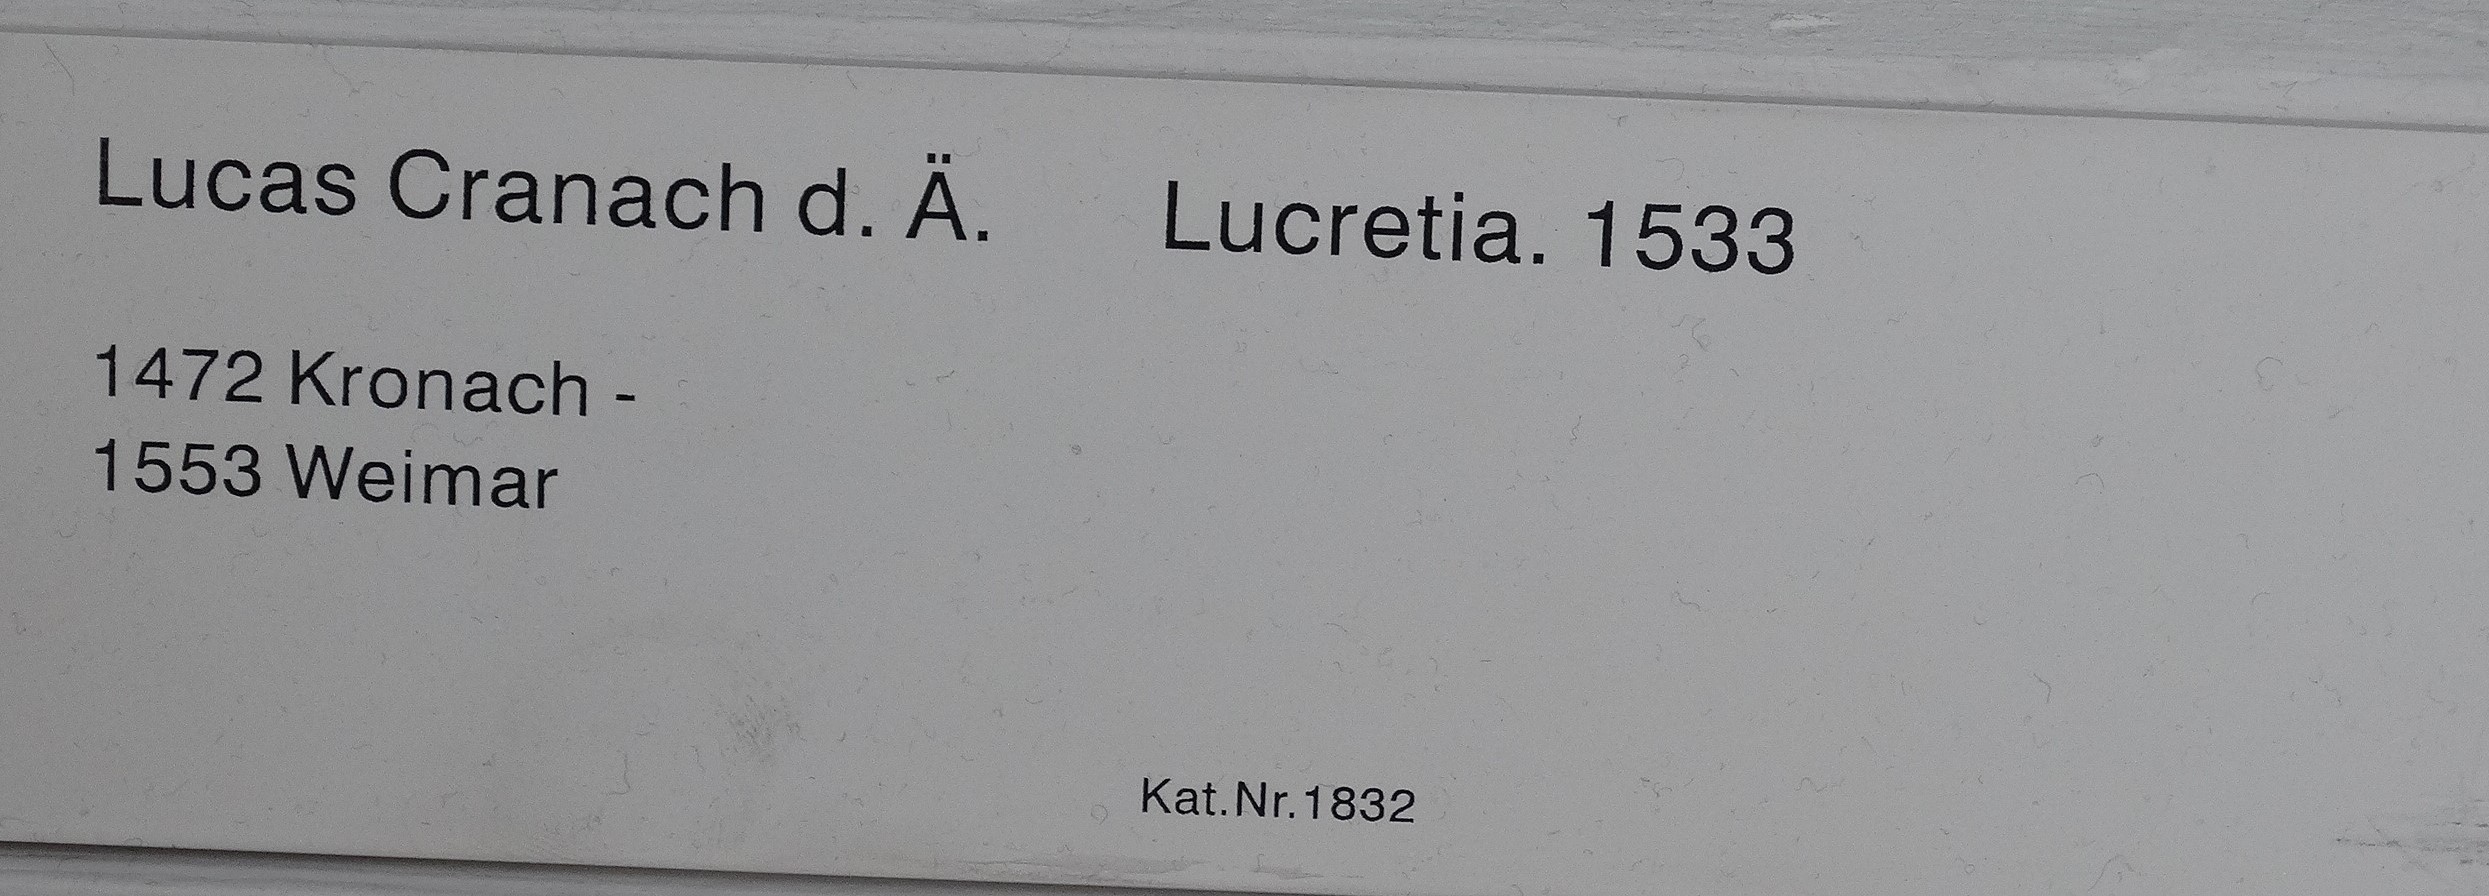 Lucas Cranach d. Ä.
Lucretia. 1533
1472 Kronach -
1553 Weimar
Kat.Nr.1832